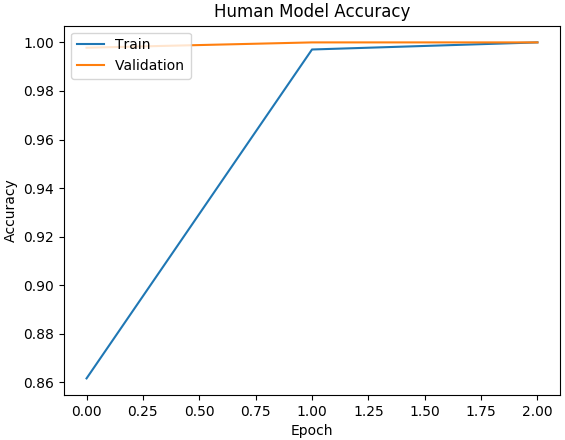 Human Model Accuracy
Train
Validation
Accuracy
1.00
0.98
0.96
0.94
0.92
0.90
0.88
0.86
0.00 0.25 0.50 0.75 1.00 1.25 1.50 1.75 2.00
Epoch